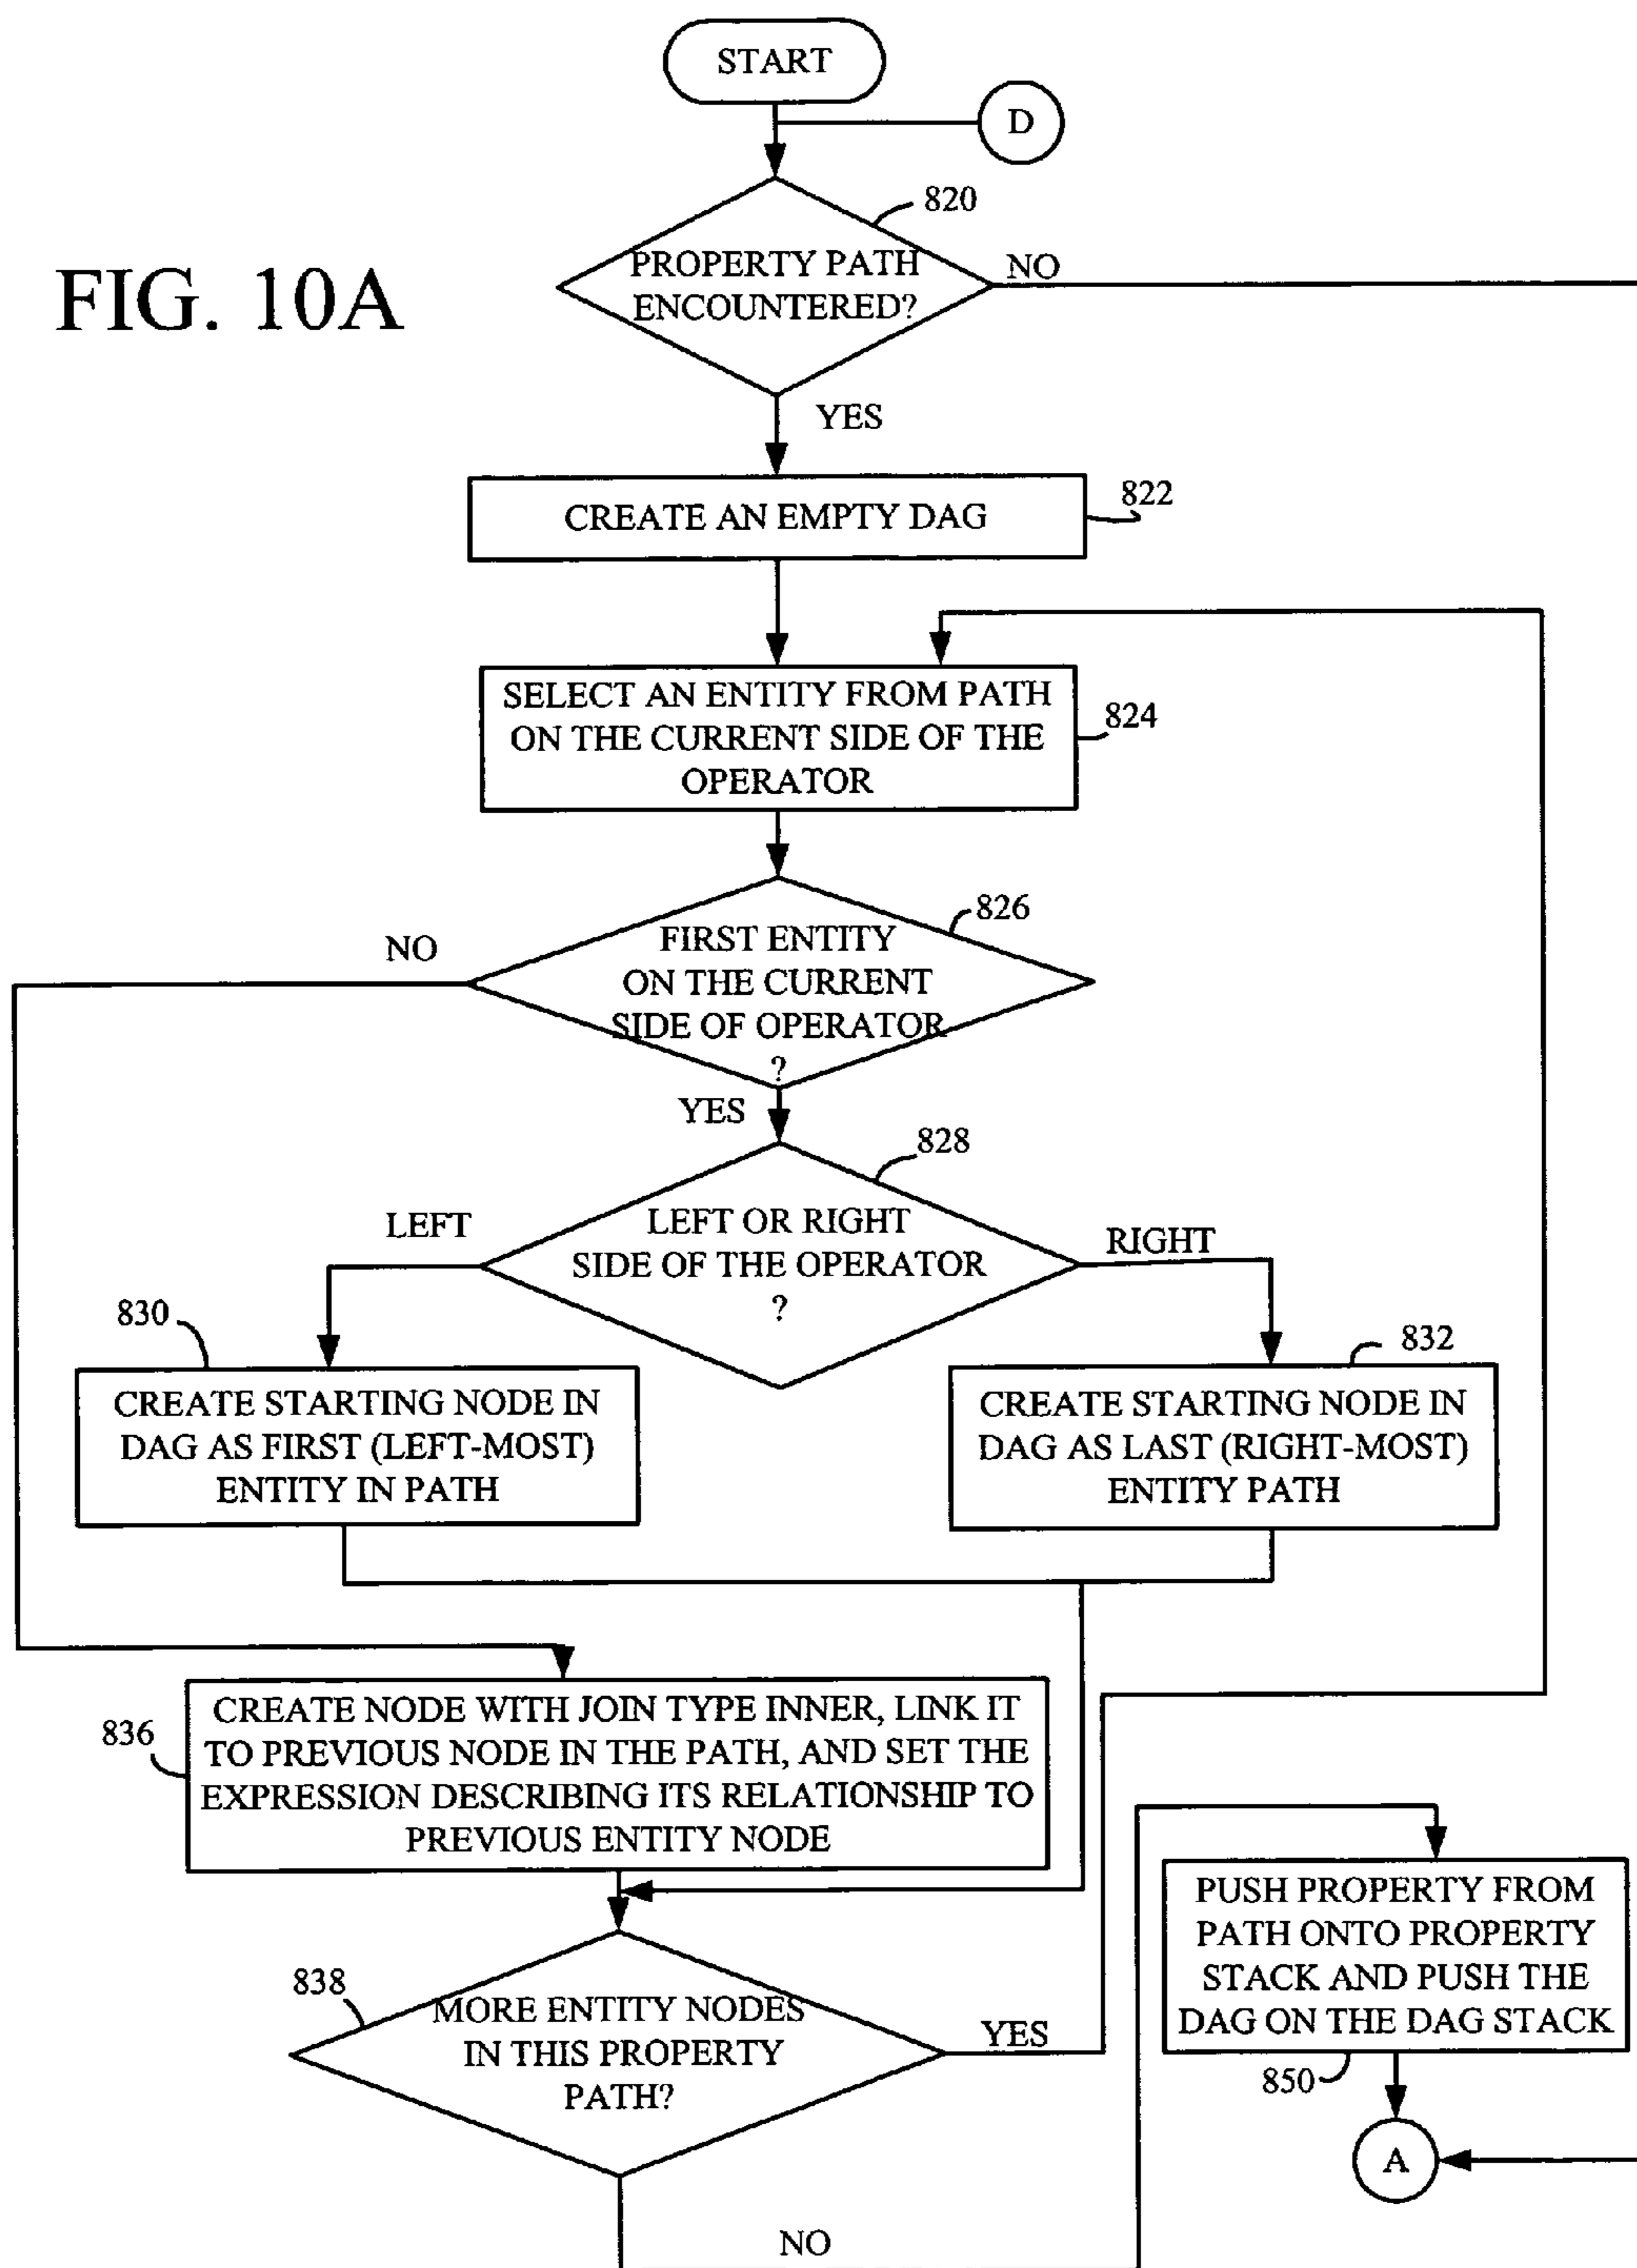 START
D
820
FIG. 10A
PROPERTY PATH
ENCOUNTERED?
NO
YES
CREATE AN EMPTY DAG
822
SELECT AN ENTITY FROM PATH
ON THE CURRENT SIDE OF THE
OPERATOR
824
826
NO
FIRST ENTITY
ON THE CURRENT
SIDE OF OPERATOR
?
YES
828
LEFT
LEFT OR RIGHT
SIDE OF THE OPERATOR
?
RIGHT
830
832
CREATE STARTING NODE IN
DAG AS FIRST (LEFT-MOST)
ENTITY IN PATH
CREATE STARTING NODE IN
DAG AS LAST (RIGHT-MOST)
ENTITY PATH
836
CREATE NODE WITH JOIN TYPE INNER, LINK IT
TO PREVIOUS NODE IN THE PATH, AND SET THE
EXPRESSION DESCRIBING ITS RELATIONSHIP TO
PREVIOUS ENTITY NODE
PUSH PROPERTY FROM
PATH ONTO PROPERTY
STACK AND PUSH THE
DAG ON THE DAG STACK
838
MORE ENTITY NODES
IN THIS PROPERTY
PATH?
YES
850
A
NO